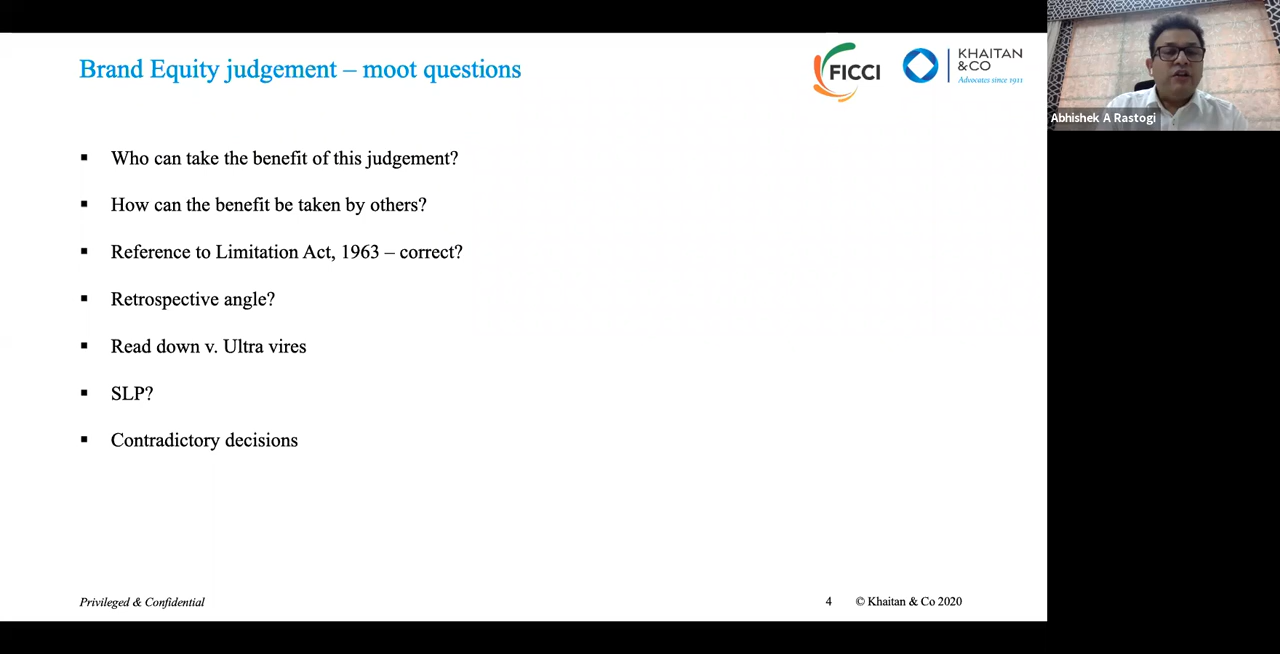 Brand Equity judgement – moot questions
FICCI
KHAITAN
&CO
Advocates since 1911
Abhishek A Rastogi
▪ Who can take the benefit of this judgement?
▪ How can the benefit be taken by others?
▪ Reference to Limitation Act, 1963 – correct?
▪ Retrospective angle?
▪ Read down v. Ultra vires
▪ SLP?
▪ Contradictory decisions
Privileged & Confidential
4
© Khaitan & Co 2020